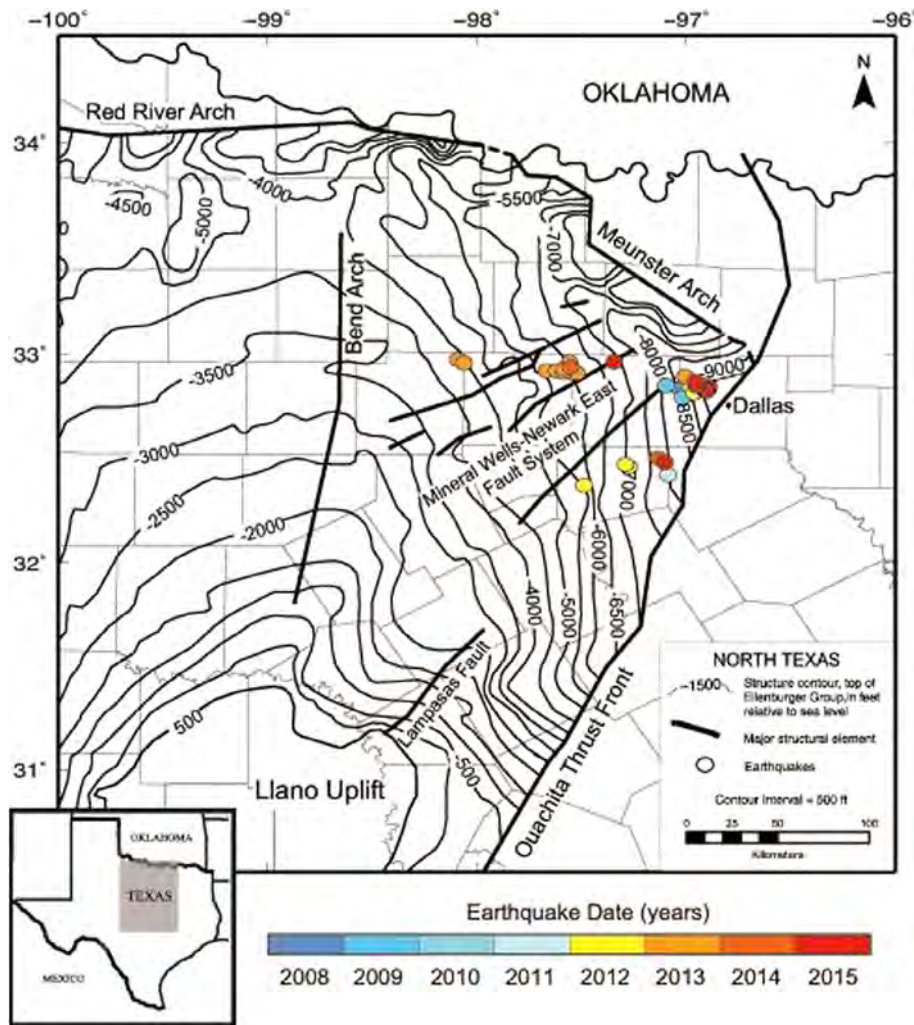 −100° −99° −98° −97° −96°
N
OKLAHOMA
Red River Arch
34°
-4000
-4500
-5000
-5500
-7000
Meunster Arch
Bend Arch
33°
-3500
-8000
-9000
8500
Dallas
Mineral Wells-Newark East
Fault System
-3000
-2500
-2000
7000
32°
-6000
4000
-5000
-6500
Lampasas Fault
500
-500
31°
Llano Uplift
Ouachita Thrust Front
NORTH TEXAS
−1500
Structure contour, top of
Ellenburger Group,in feet
relative to sea level
Major structural element
Earthquakes
Contour Interval = 500 ft
0 25 50 100
Kilometers
OKLAHOMA
TEXAS
MEXICO
Earthquake Date (years)
2008 2009 2010 2011 2012 2013 2014 2015